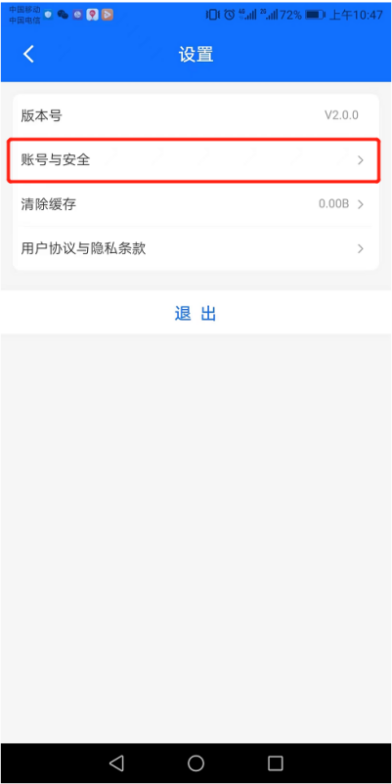 中国移动
中国电信
72% 上午10:47
设置
版本号 V2.0.0
账号与安全
清除缓存 0.00B
用户协议与隐私条款
退 出